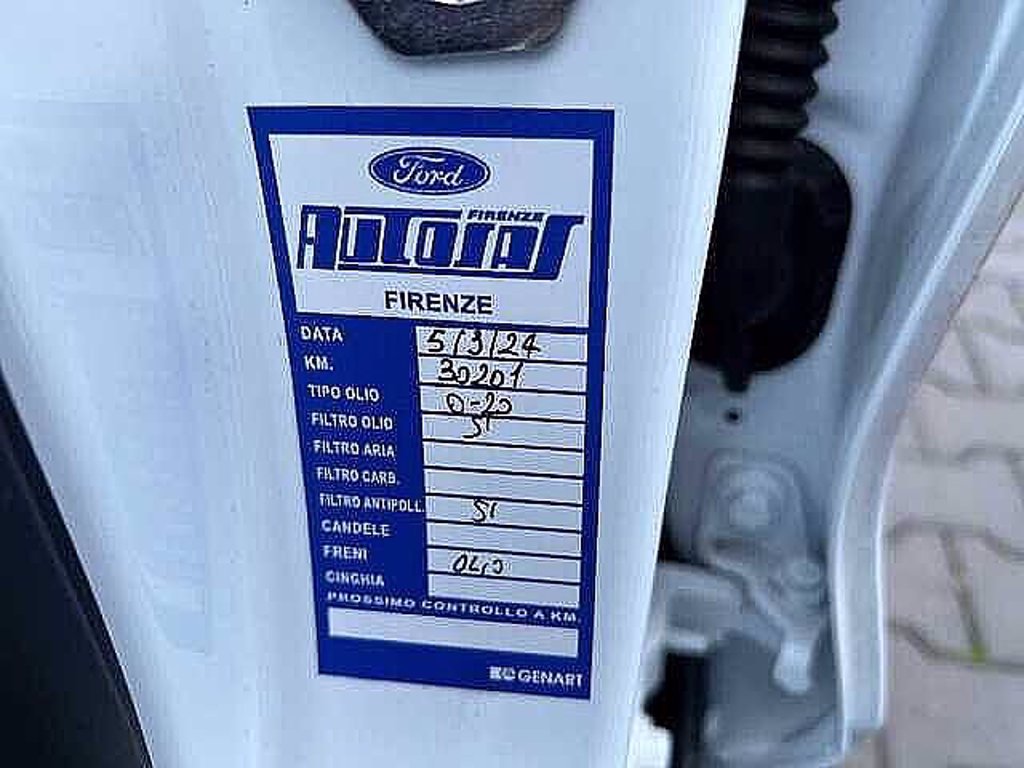 Ford
FIRENZE
AUTOSAS
FIRENZE
DATA 5/3/24
KM. 30201
TIPO OLIO 0-20
FILTRO OLIO SI
FILTRO ARIA
FILTRO CARB.
FILTRO ANTIPOLL. SI
CANDELE
FRENI OLIO
CINGHIA
PROSSIMO CONTROLLO A KM.
GENART